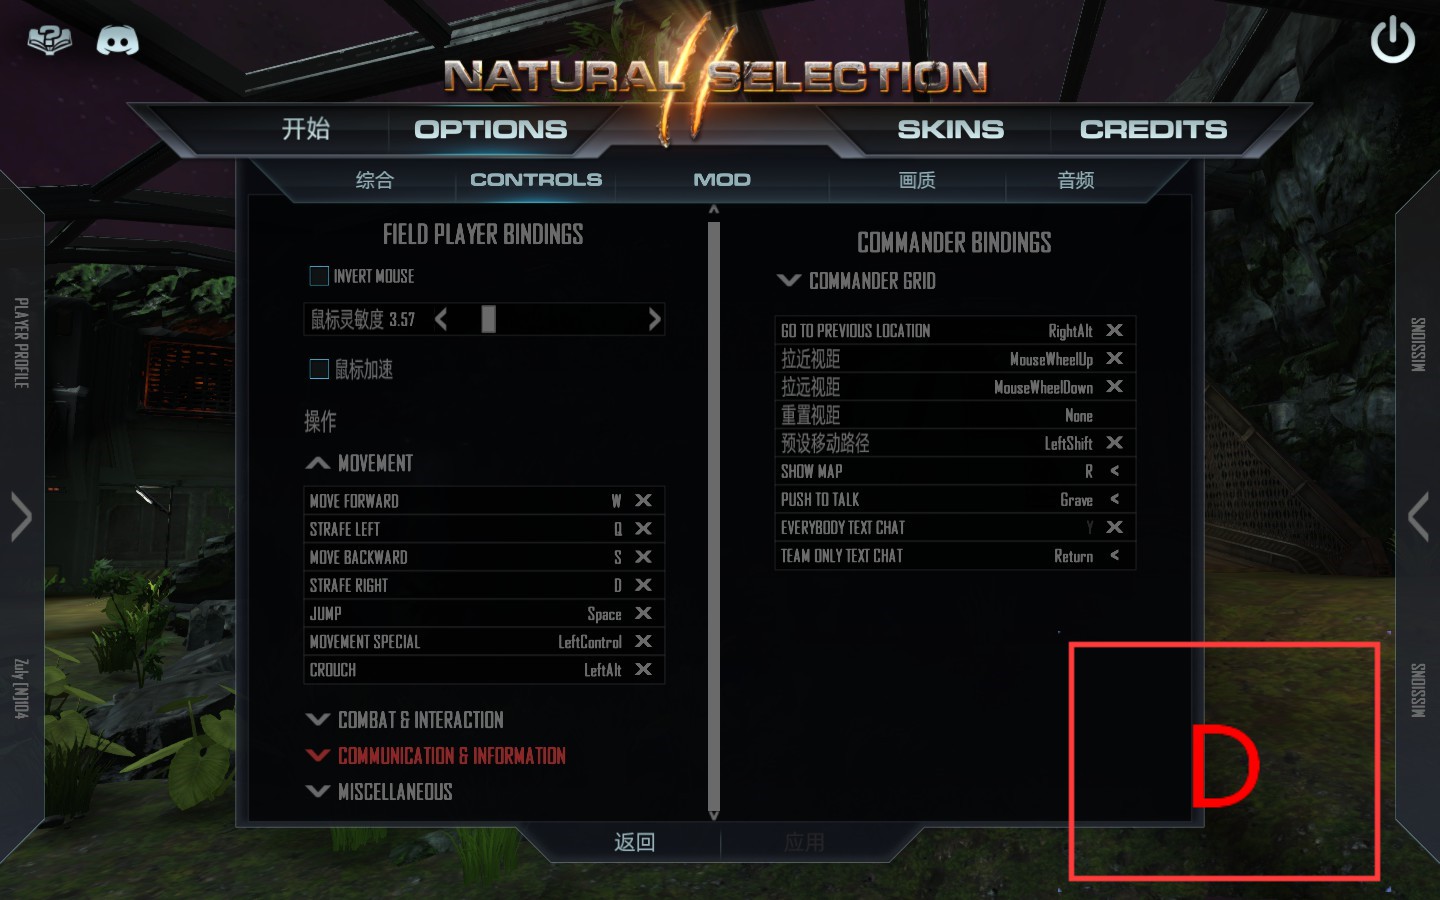 NATURAL SELECTION
开始
OPTIONS
SKINS
CREDITS
综合
CONTROLS
MOD
画质
音频
FIELD PLAYER BINDINGS
INVERT MOUSE
鼠标灵敏度 3.57
鼠标加速
操作
MOVEMENT
MOVE FORWARD W
STRAFE LEFT Q
MOVE BACKWARD S
STRAFE RIGHT D
JUMP Space
MOVEMENT SPECIAL LeftControl
CROUCH LeftAlt
COMBAT & INTERACTION
COMMUNICATION & INFORMATION
MISCELLANEOUS
COMMANDER BINDINGS
COMMANDER GRID
GO TO PREVIOUS LOCATION RightAlt
拉近视距 MouseWheelUp
拉远视距 MouseWheelDown
重置视距 None
预设移动路径 LeftShift
SHOW MAP R
PUSH TO TALK Grave
EVERYBODY TEXT CHAT Y
TEAM ONLY TEXT CHAT Return
返回
应用
PLAYER PROFILE
Zuly [N]104
MISSIONS
MISSIONS
D